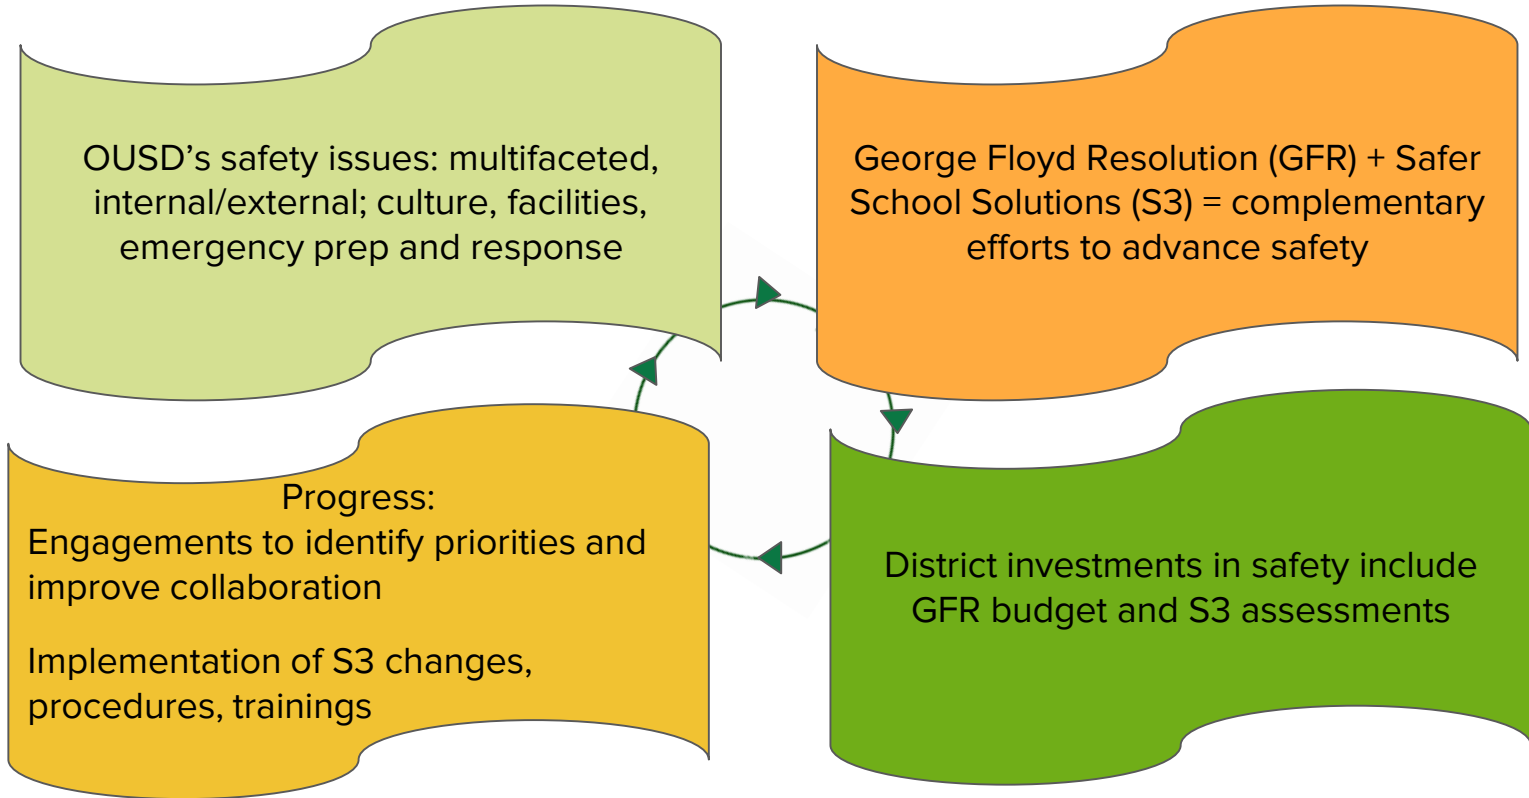 OUSD’s safety issues: multifaceted,
internal/external; culture, facilities,
emergency prep and response
George Floyd Resolution (GFR) + Safer
School Solutions (S3) = complementary
efforts to advance safety
Progress:
Engagements to identify priorities and
improve collaboration
Implementation of S3 changes,
procedures, trainings
District investments in safety include
GFR budget and S3 assessments